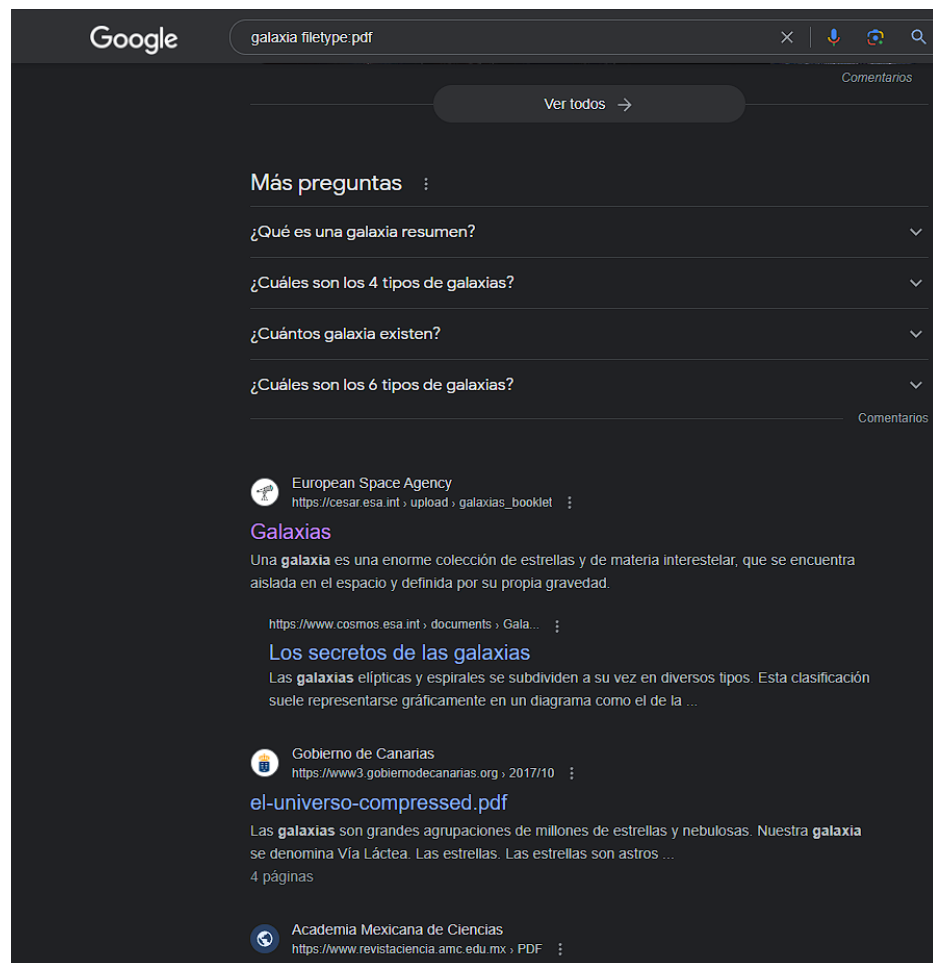 Google
galaxia filetype:pdf
Comentarios
Ver todos →
Más preguntas
¿Qué es una galaxia resumen?
¿Cuáles son los 4 tipos de galaxias?
¿Cuántos galaxia existen?
¿Cuáles son los 6 tipos de galaxias?
Comentarios
European Space Agency
https://cesar.esa.int › upload › galaxias_booklet
Galaxias
Una galaxia es una enorme colección de estrellas y de materia interestelar, que se encuentra
aislada en el espacio y definida por su propia gravedad.
https://www.cosmos.esa.int › documents › Gala...
Los secretos de las galaxias
Las galaxias elípticas y espirales se subdividen a su vez en diversos tipos. Esta clasificación
suele representarse gráficamente en un diagrama como el de la ...
Gobierno de Canarias
https://www3.gobiernodecanarias.org › 2017/10
el-universo-compressed.pdf
Las galaxias son grandes agrupaciones de millones de estrellas y nebulosas. Nuestra galaxia
se denomina Vía Láctea. Las estrellas. Las estrellas son astros ...
4 páginas
Academia Mexicana de Ciencias
https://www.revistaciencia.amc.edu.mx › PDF